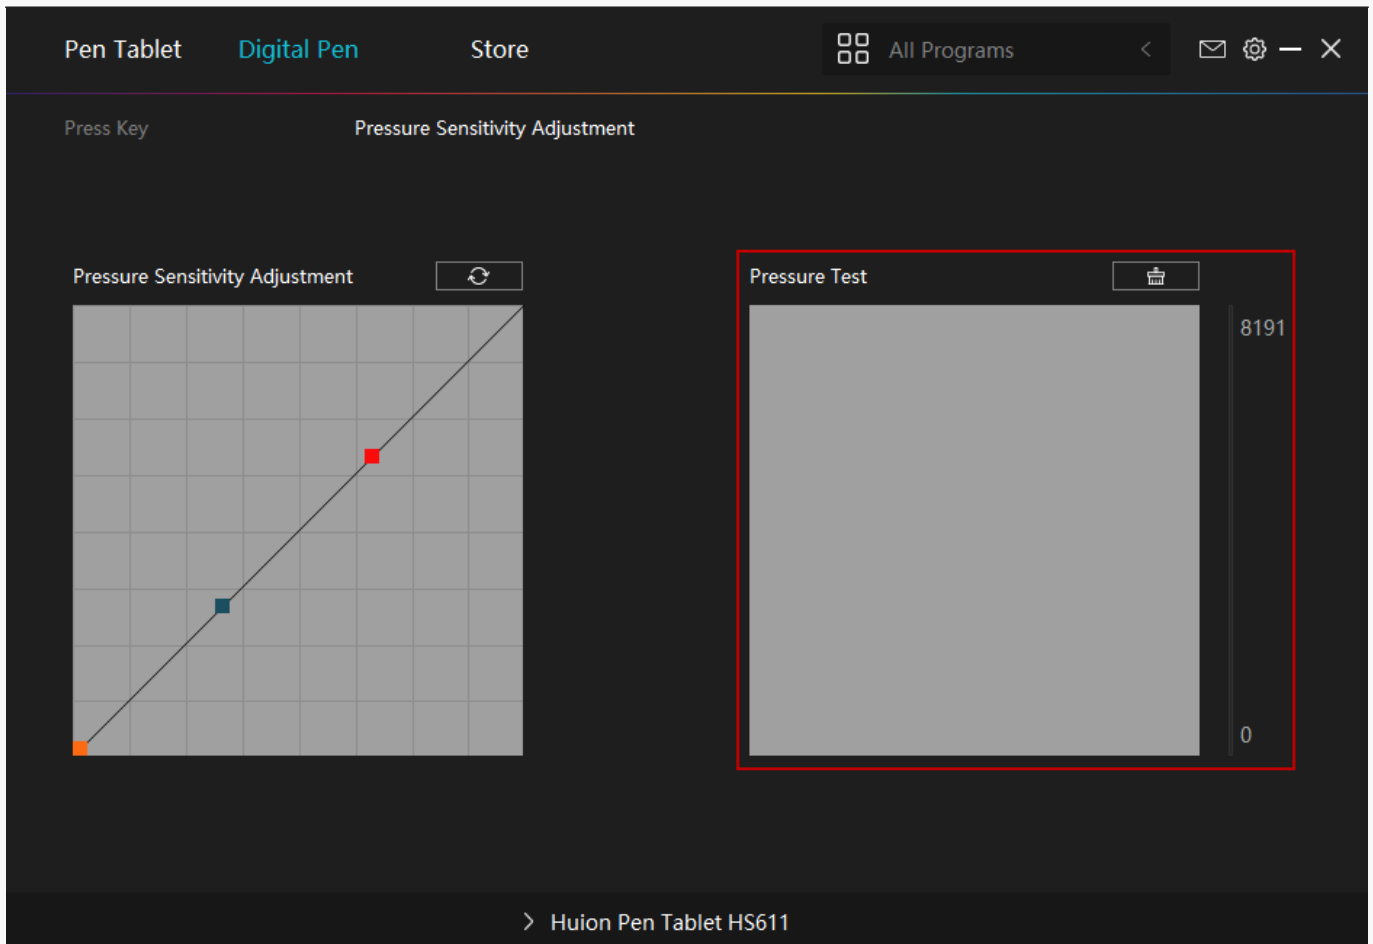 Pen Tablet Digital Pen Store All Programs
Press Key Pressure Sensitivity Adjustment
Pressure Sensitivity Adjustment
Pressure Test
8191
0
Huion Pen Tablet HS611